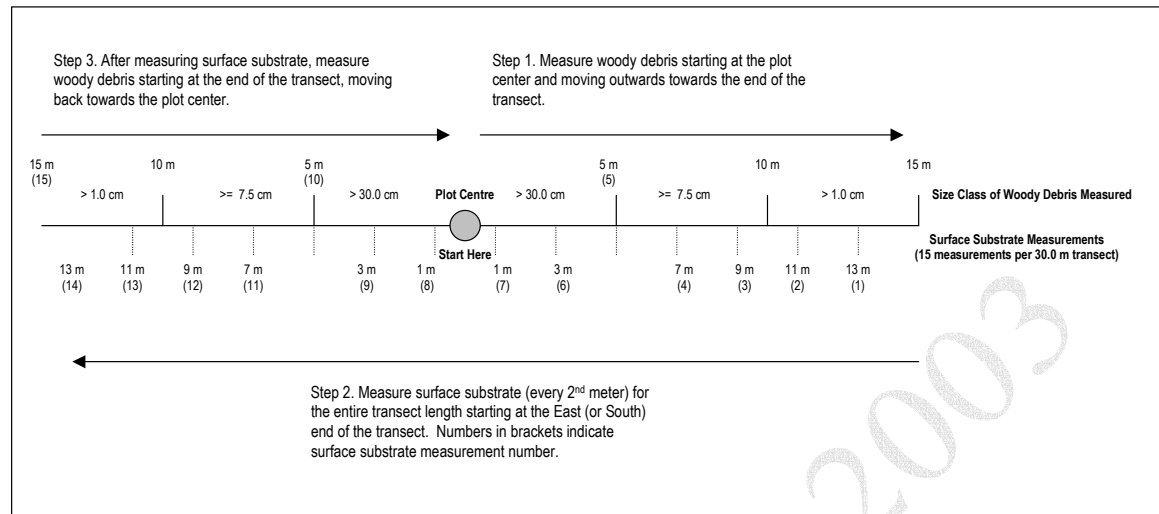 Step 3. After measuring surface substrate, measure
woody debris starting at the end of the transect, moving
back towards the plot center.
Step 1. Measure woody debris starting at the plot
center and moving outwards towards the end of the
transect.
15 m 10 m 5 m 5 m 10 m 15 m
(15) (10) (5)
> 1.0 cm >= 7.5 cm > 30.0 cm Plot Centre > 30.0 cm >= 7.5 cm > 1.0 cm Size Class of Woody Debris Measured
Start Here Surface Substrate Measurements
(15 measurements per 30.0 m transect)
13 m 11 m 9 m 7 m 3 m 1 m 1 m 3 m 7 m 9 m 11 m 13 m
(14) (13) (12) (11) (9) (8) (7) (6) (4) (3) (2) (1)
Step 2. Measure surface substrate (every 2nd meter) for
the entire transect length starting at the East (or South)
end of the transect. Numbers in brackets indicate
surface substrate measurement number.
2003